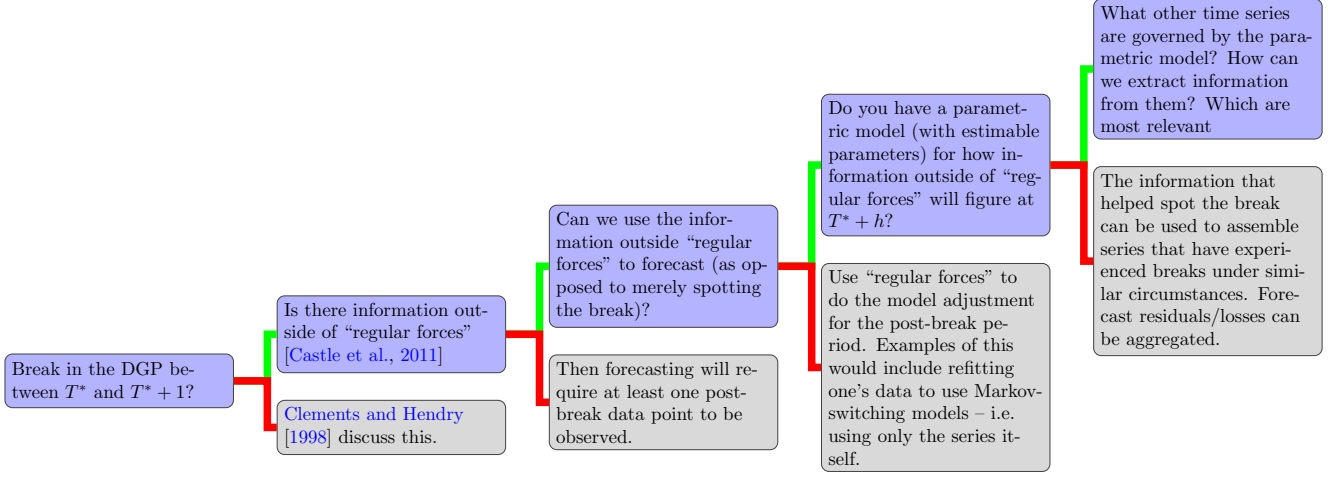 Break in the DGP be-
tween T* and T* + 1?
Is there information out-
side of “regular forces”
[Castle et al., 2011]
Clements and Hendry
[1998] discuss this.
Can we use the infor-
mation outside “regular
forces” to forecast (as op-
posed to merely spotting
the break)?
Then forecasting will re-
quire at least one post-
break data point to be
observed.
Do you have a paramet-
ric model (with estimable
parameters) for how in-
formation outside of “reg-
ular forces” will figure at
T* + h?
Use “regular forces” to
do the model adjustment
for the post-break pe-
riod. Examples of this
would include refitting
one’s data to use Markov-
switching models – i.e.
using only the series it-
self.
What other time series
are governed by the para-
metric model? How can
we extract information
from them? Which are
most relevant
The information that
helped spot the break
can be used to assemble
series that have experi-
enced breaks under simi-
lar circumstances. Fore-
cast residuals/losses can
be aggregated.